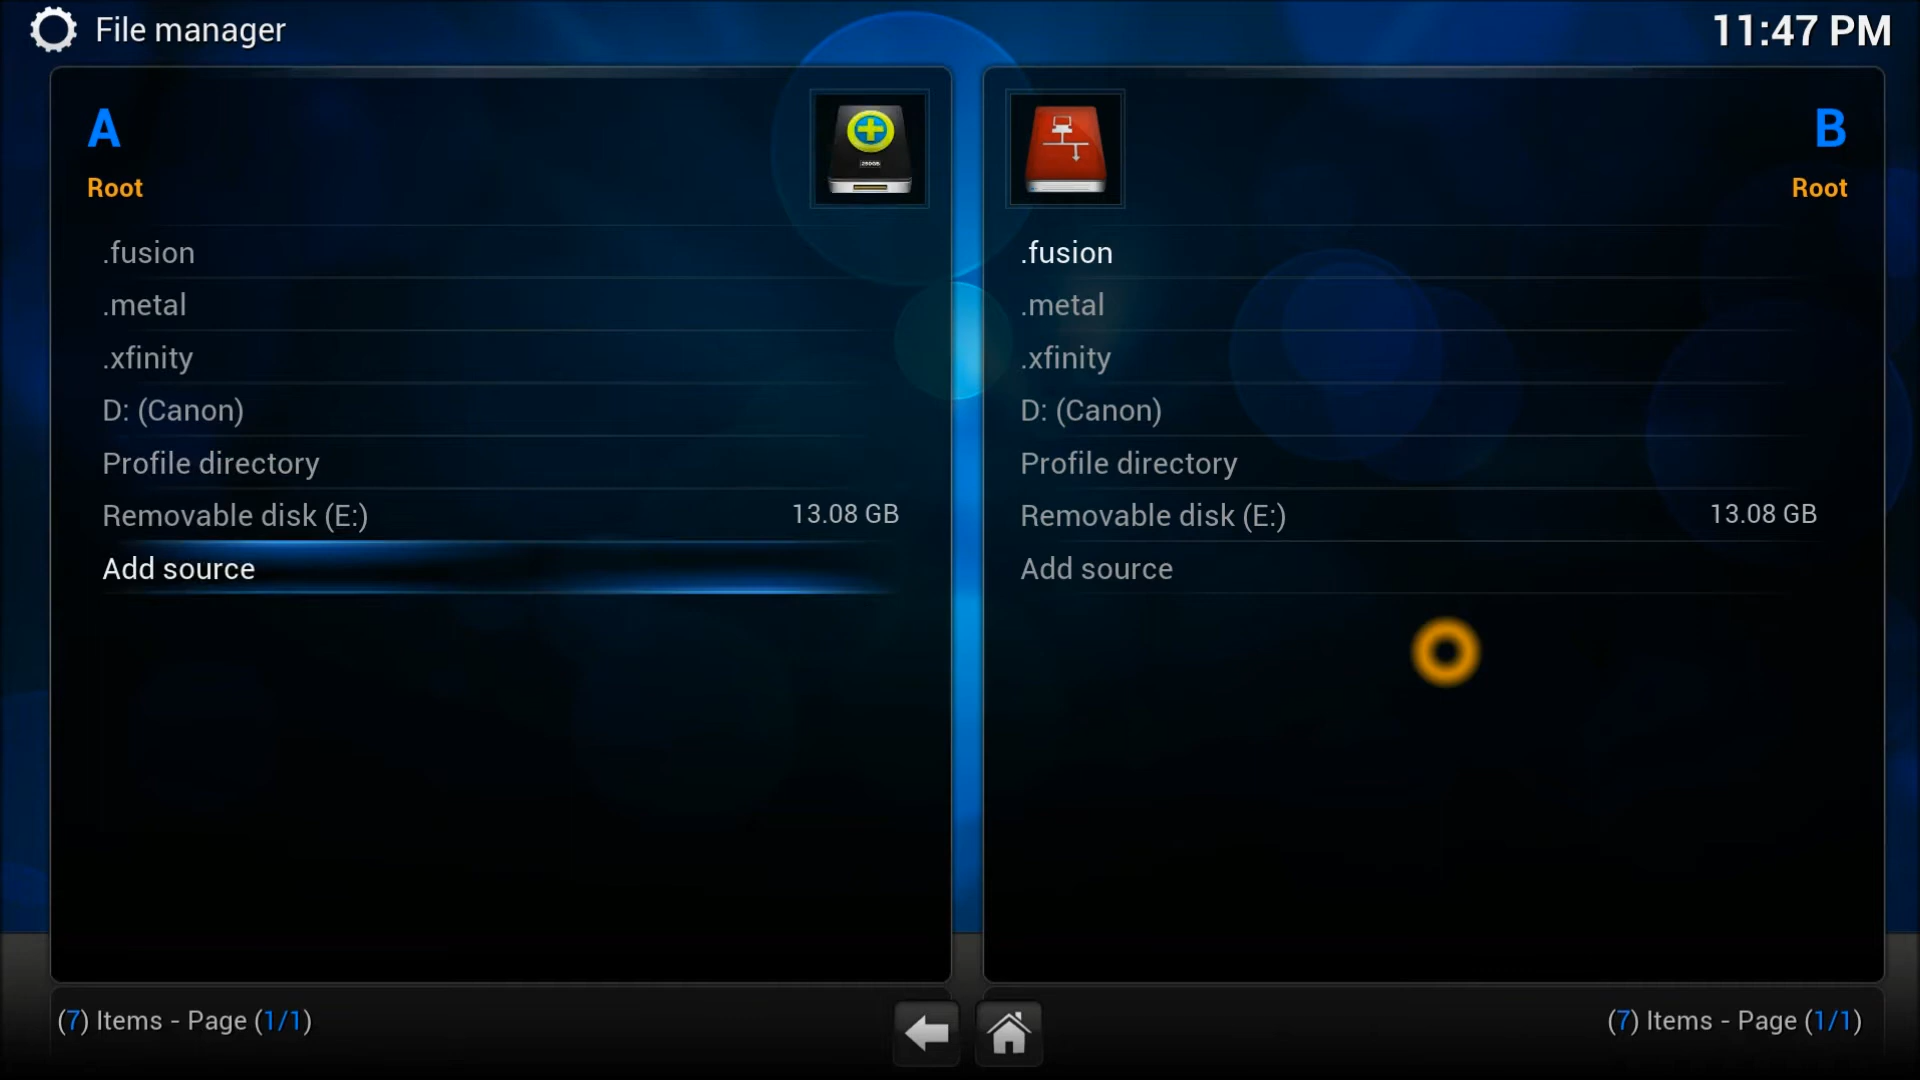 File manager
11:47 PM
A
Root
.fusion
.metal
.xfinity
D: (Canon)
Profile directory
Removable disk (E:) 13.08 GB
Add source
(7) Items - Page (1/1)
B
Root
.fusion
.metal
.xfinity
D: (Canon)
Profile directory
Removable disk (E:) 13.08 GB
Add source
(7) Items - Page (1/1)